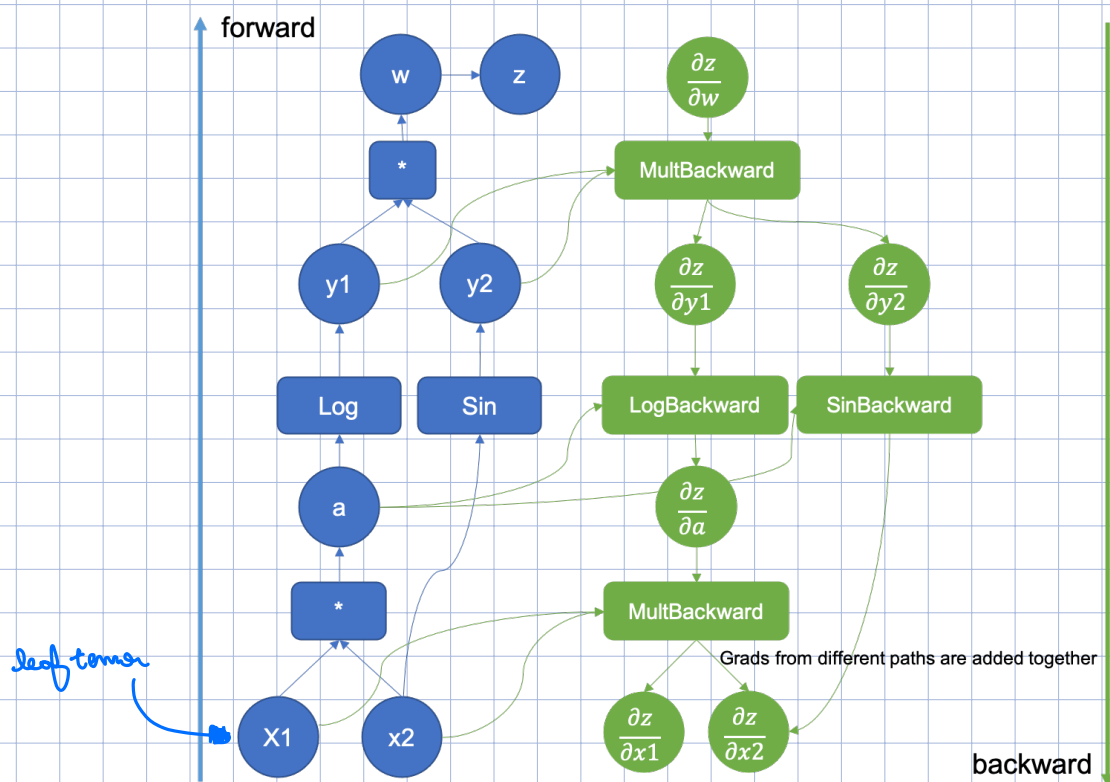 forward
w
z
∂z
∂w
*
MultBackward
y1
y2
∂z
∂y1
∂z
∂y2
Log
Sin
LogBackward
SinBackward
a
∂z
∂a
*
MultBackward
leaf tensor
Grads from different paths are added together
X1
x2
∂z
∂x1
∂z
∂x2
backward